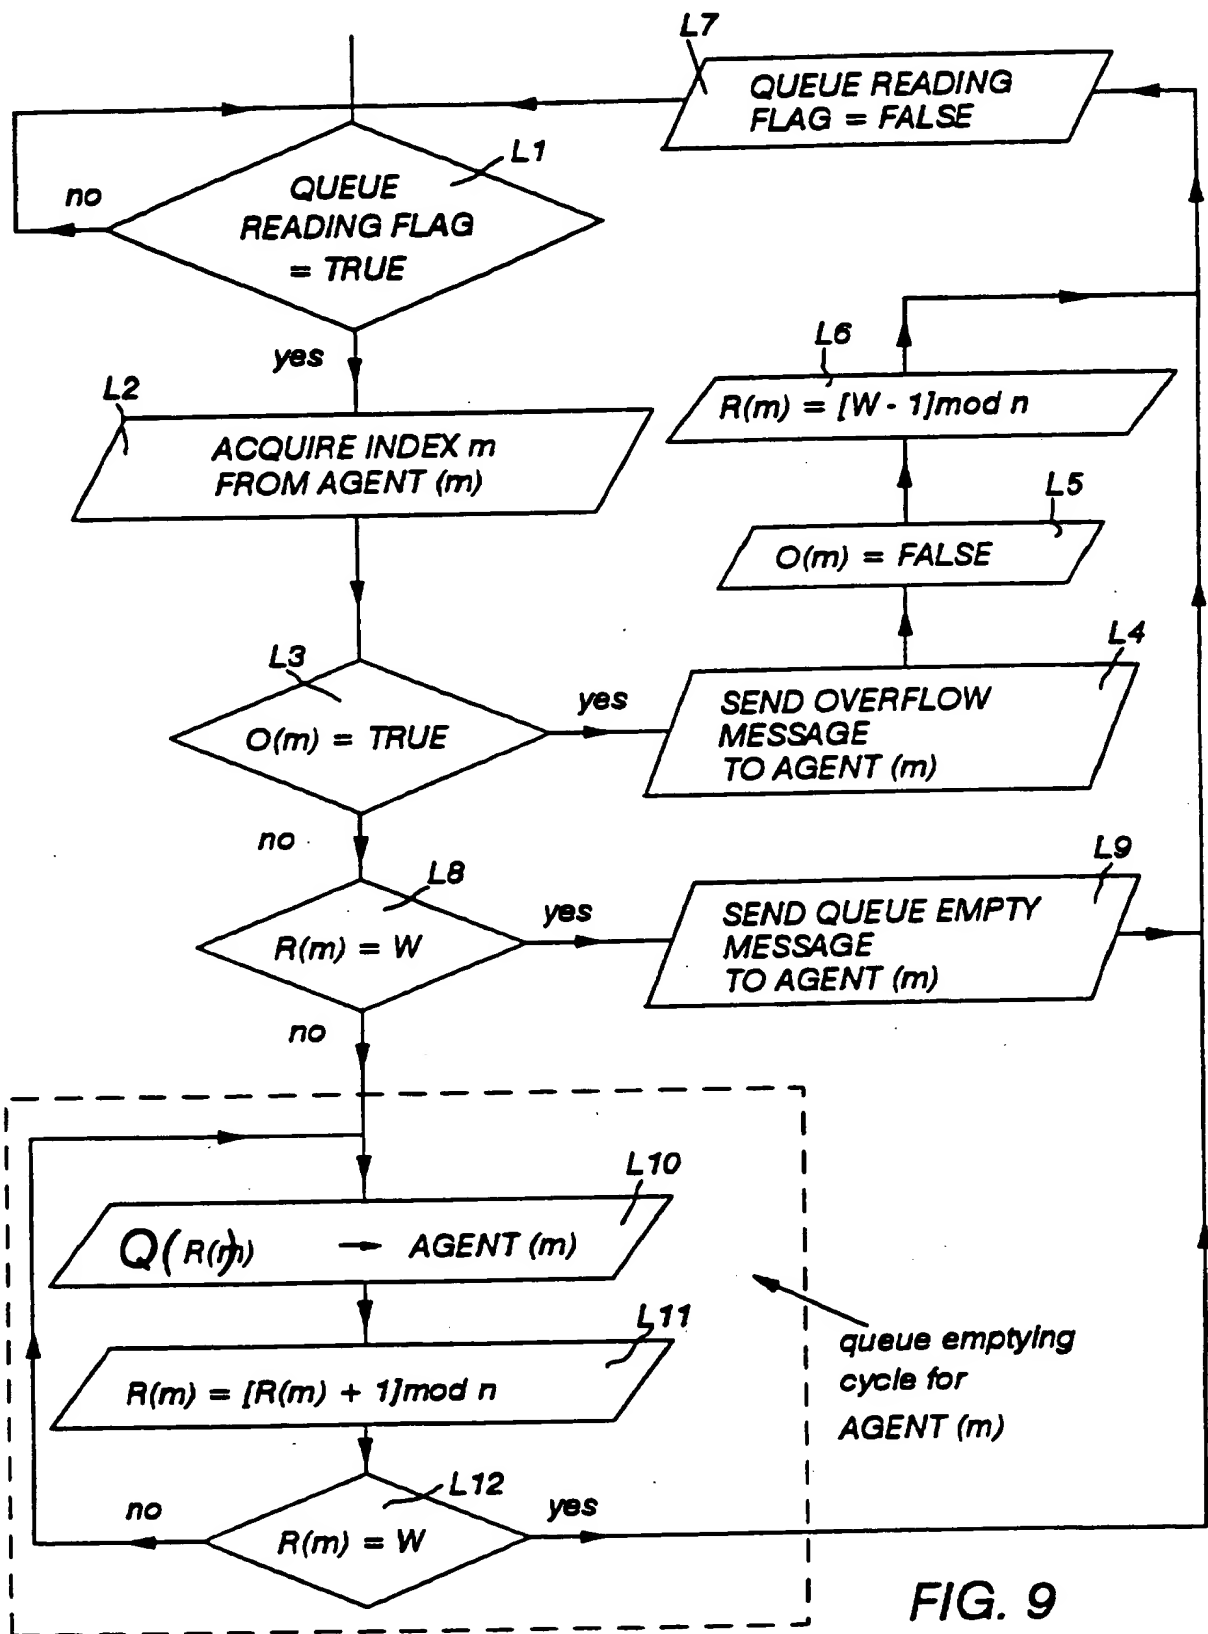 L7
QUEUE READING
FLAG = FALSE
L1
no
QUEUE
READING FLAG
= TRUE
yes
L2
ACQUIRE INDEX m
FROM AGENT (m)
L6
R(m) = [W - 1]mod n
L5
O(m) = FALSE
L3
O(m) = TRUE
yes
L4
SEND OVERFLOW
MESSAGE
TO AGENT (m)
no
L8
R(m) = W
yes
L9
SEND QUEUE EMPTY
MESSAGE
TO AGENT (m)
no
L10
Q(R(m)) → AGENT (m)
L11
R(m) = [R(m) + 1]mod n
queue emptying
cycle for
AGENT (m)
L12
no
R(m) = W
yes
FIG. 9